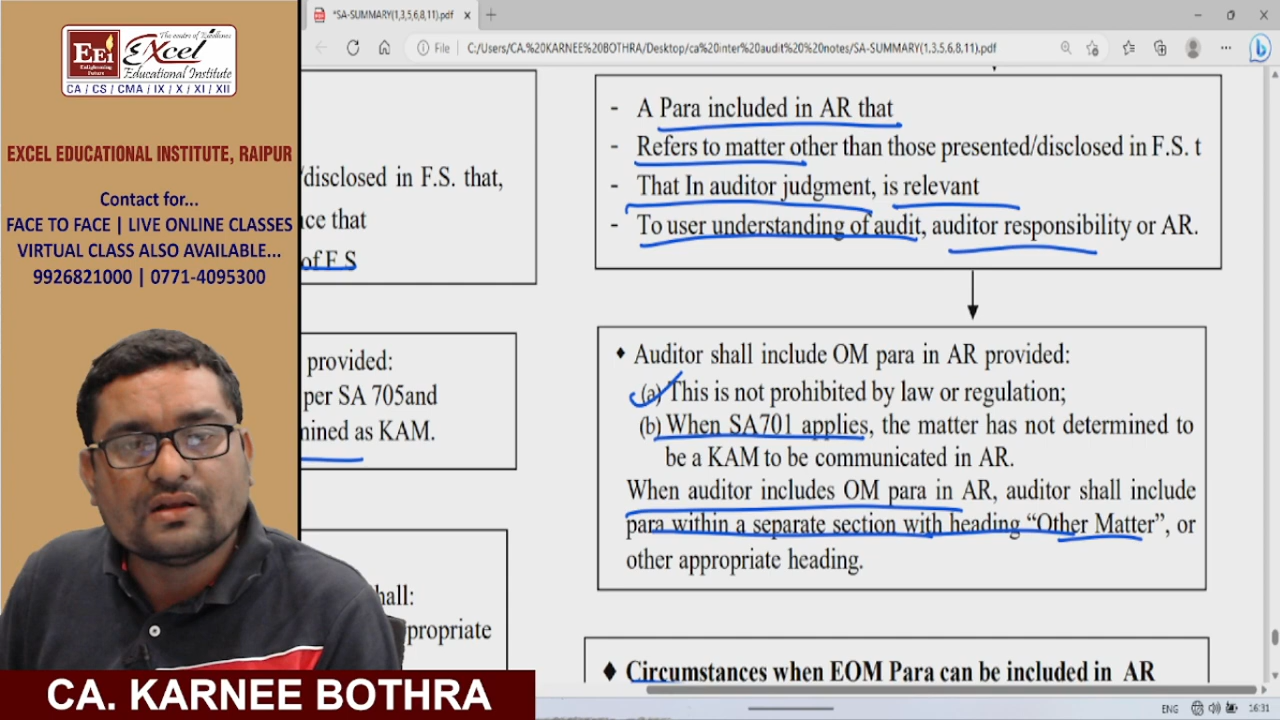 The centre of Excellences
EEi
Enlightening Future
Excel
Educational Institute
CA / CS / CMA / IX / X / XI / XII
EXCEL EDUCATIONAL INSTITUTE, RAIPUR
Contact for...
FACE TO FACE | LIVE ONLINE CLASSES
VIRTUAL CLASS ALSO AVAILABLE...
9926821000 | 0771-4095300
CA. KARNEE BOTHRA
*SA-SUMMARY(1,3,5,6,8,11).pdf
File
C:/Users/CA.%20KARNEE%20BOTHRA/Desktop/ca%20inter%20audit%20%20notes/SA-SUMMARY(1.3.5.6.8.11).pdf
/disclosed in F.S. that,
ce that
of F.S
provided:
per SA 705and
mined as KAM.
hall:
propriate
- A Para included in AR that
- Refers to matter other than those presented/disclosed in F.S. t
- That In auditor judgment, is relevant
- To user understanding of audit, auditor responsibility or AR.
♦ Auditor shall include OM para in AR provided:
(a) This is not prohibited by law or regulation;
(b) When SA701 applies, the matter has not determined to
be a KAM to be communicated in AR.
When auditor includes OM para in AR, auditor shall include
para within a separate section with heading “Other Matter”, or
other appropriate heading.
♦ Circumstances when EOM Para can be included in AR
ENG
16:31